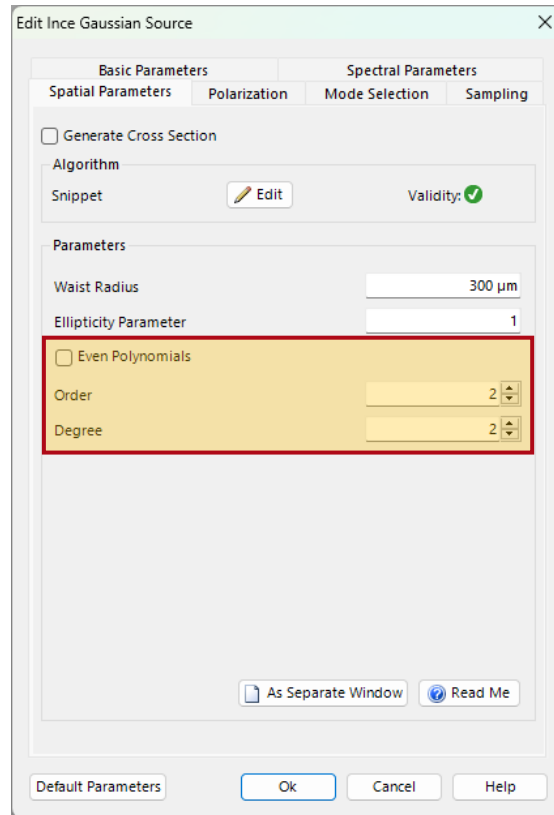 Edit Ince Gaussian Source
Basic Parameters Spectral Parameters
Spatial Parameters Polarization Mode Selection Sampling
Generate Cross Section
Algorithm
Snippet Edit Validity:
Parameters
Waist Radius 300 µm
Ellipticity Parameter 1
Even Polynomials
Order 2
Degree 2
As Separate Window Read Me
Default Parameters Ok Cancel Help